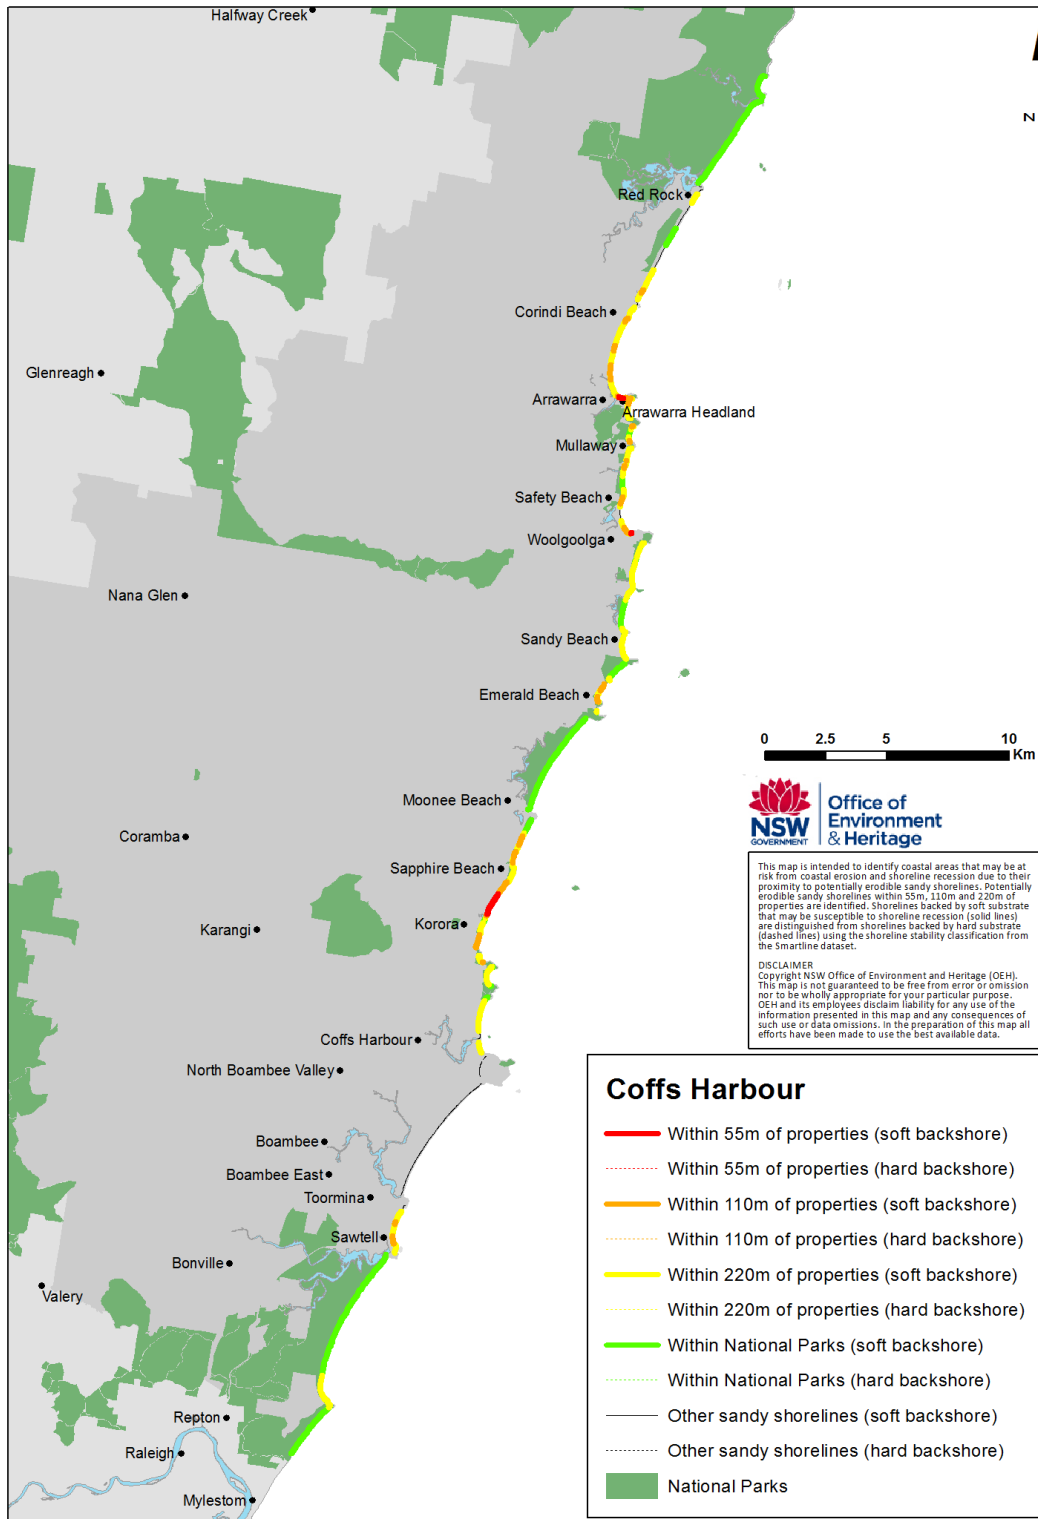 Halfway Creek
N
Red Rock
Corindi Beach
Glenreagh
Arrawarra
Arrawarra Headland
Mullaway
Safety Beach
Woolgoolga
Nana Glen
Sandy Beach
Emerald Beach
0 2.5 5 10
Km
Moonee Beach
NSW
GOVERNMENT
Office of
Environment
& Heritage
Coramba
Sapphire Beach
This map is intended to identify coastal areas that may be at
risk from coastal erosion and shoreline recession due to their
proximity to potentially erodible sandy shorelines. Potentially
erodible sandy shorelines within 55m, 110m and 220m of
properties are identified. Shorelines backed by soft substrate
that may be susceptible to shoreline recession (solid lines)
are distinguished from shorelines backed by hard substrate
(dashed lines) using the shoreline stability classification from
the Smartline dataset.
DISCLAIMER
Copyright NSW Office of Environment and Heritage (OEH).
This map is not guaranteed to be free from error or omission
nor to be wholly appropriate for your particular purpose.
OEH and its employees disclaim liability for any use of the
information presented in this map and any consequences of
such use or data omissions. In the preparation of this map all
efforts have been made to use the best available data.
Karangi
Korora
Coffs Harbour
North Boambee Valley
Boambee
Boambee East
Toormina
Sawtell
Bonville
Valery
Repton
Raleigh
Mylestom
Coffs Harbour
Within 55m of properties (soft backshore)
Within 55m of properties (hard backshore)
Within 110m of properties (soft backshore)
Within 110m of properties (hard backshore)
Within 220m of properties (soft backshore)
Within 220m of properties (hard backshore)
Within National Parks (soft backshore)
Within National Parks (hard backshore)
Other sandy shorelines (soft backshore)
Other sandy shorelines (hard backshore)
National Parks